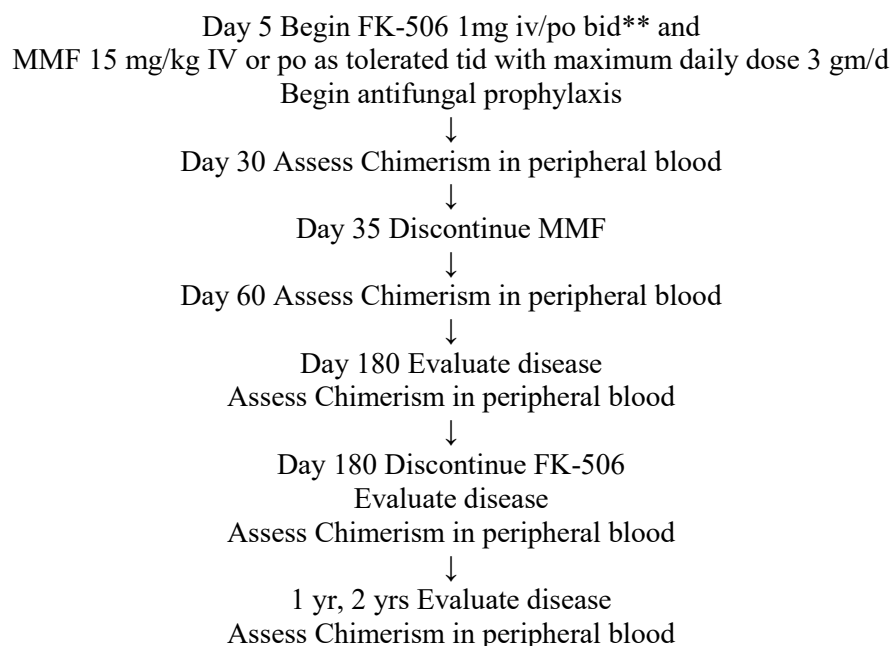 Day 5 Begin FK-506 1mg iv/po bid** and
MMF 15 mg/kg IV or po as tolerated tid with maximum daily dose 3 gm/d
Begin antifungal prophylaxis
↓
Day 30 Assess Chimerism in peripheral blood
↓
Day 35 Discontinue MMF
↓
Day 60 Assess Chimerism in peripheral blood
↓
Day 180 Evaluate disease
Assess Chimerism in peripheral blood
↓
Day 180 Discontinue FK-506
Evaluate disease
Assess Chimerism in peripheral blood
↓
1 yr, 2 yrs Evaluate disease
Assess Chimerism in peripheral blood